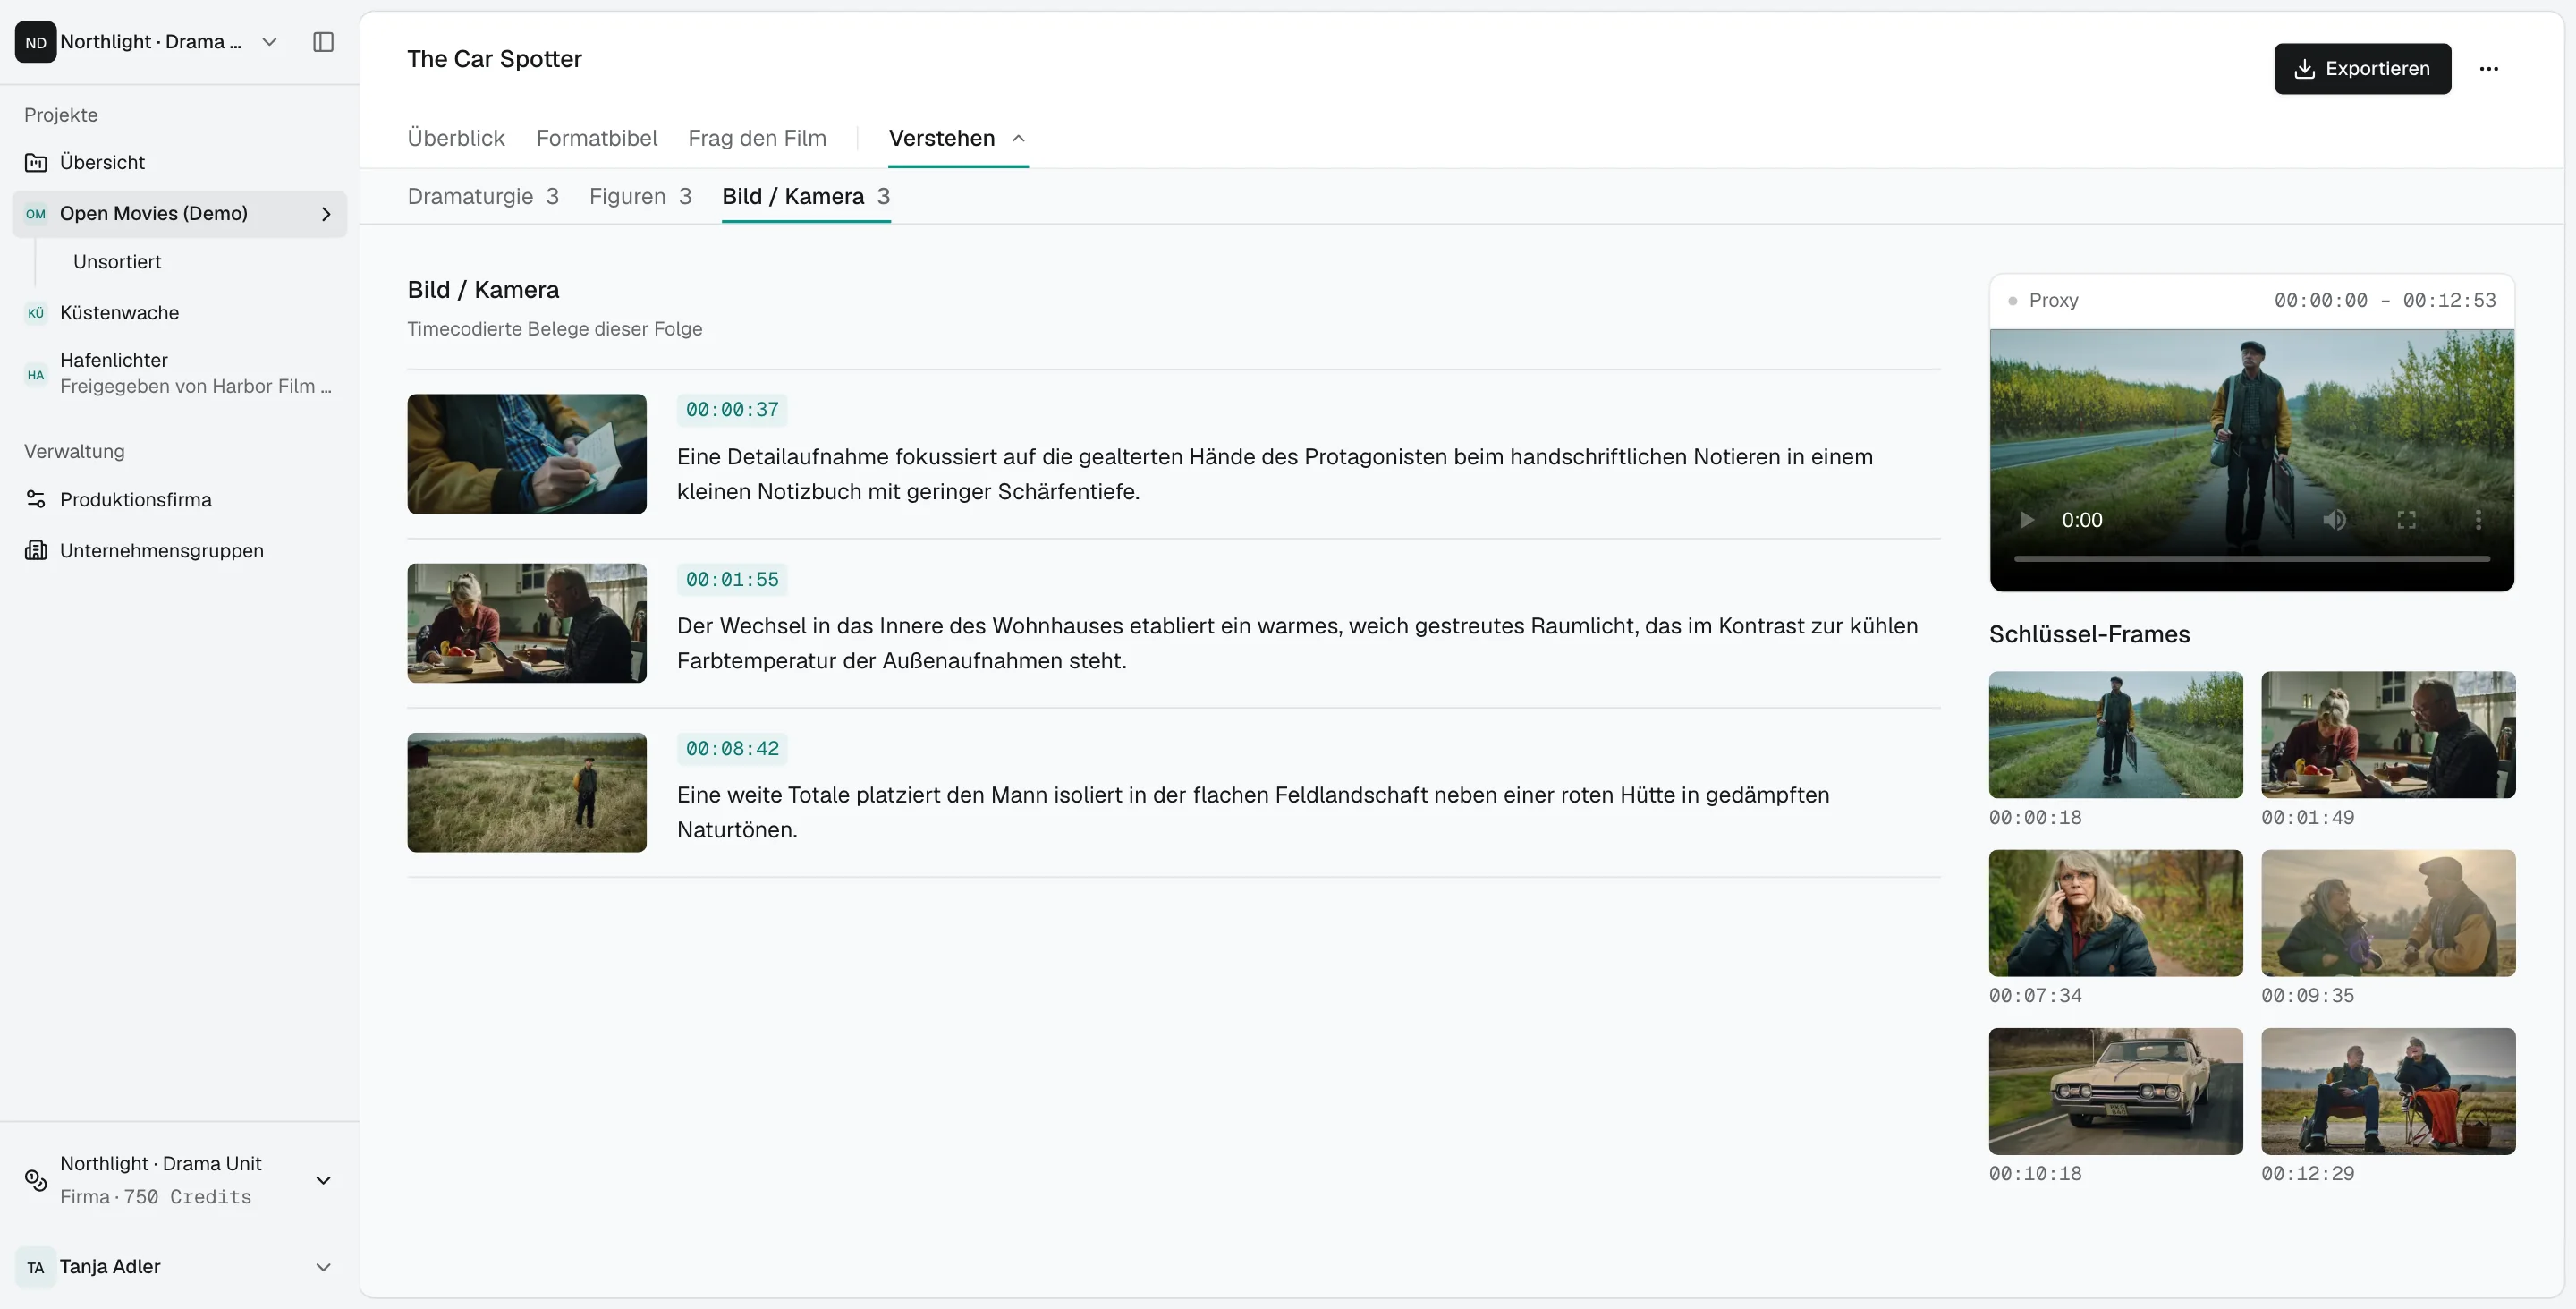 ND Northlight · Drama ...
Projekte
Übersicht
OM Open Movies (Demo)
Unsortiert
KÜ Küstenwache
HA Hafenlichter
Freigegeben von Harbor Film ...
Verwaltung
Produktionsfirma
Unternehmensgruppen
Northlight · Drama Unit
Firma · 750 Credits
TA Tanja Adler
The Car Spotter
Exportieren
Überblick Formatbibel Frag den Film Verstehen
Dramaturgie 3 Figuren 3 Bild / Kamera 3
Bild / Kamera
Timecodierte Belege dieser Folge
00:00:37
Eine Detailaufnahme fokussiert auf die gealterten Hände des Protagonisten beim handschriftlichen Notieren in einem
kleinen Notizbuch mit geringer Schärfentiefe.
00:01:55
Der Wechsel in das Innere des Wohnhauses etabliert ein warmes, weich gestreutes Raumlicht, das im Kontrast zur kühlen
Farbtemperatur der Außenaufnahmen steht.
00:08:42
Eine weite Totale platziert den Mann isoliert in der flachen Feldlandschaft neben einer roten Hütte in gedämpften
Naturtönen.
Proxy 00:00:00 – 00:12:53
0:00
Schlüssel-Frames
00:00:18 00:01:49
00:07:34 00:09:35
00:10:18 00:12:29